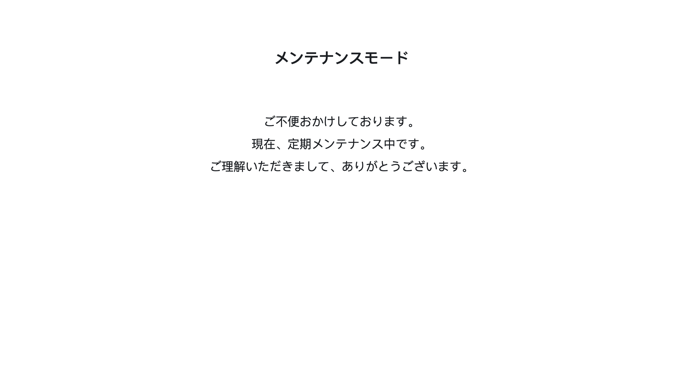 メンテナンスモード
ご不便おかけしております。
現在、定期メンテナンス中です。
ご理解いただきまして、ありがとうございます。